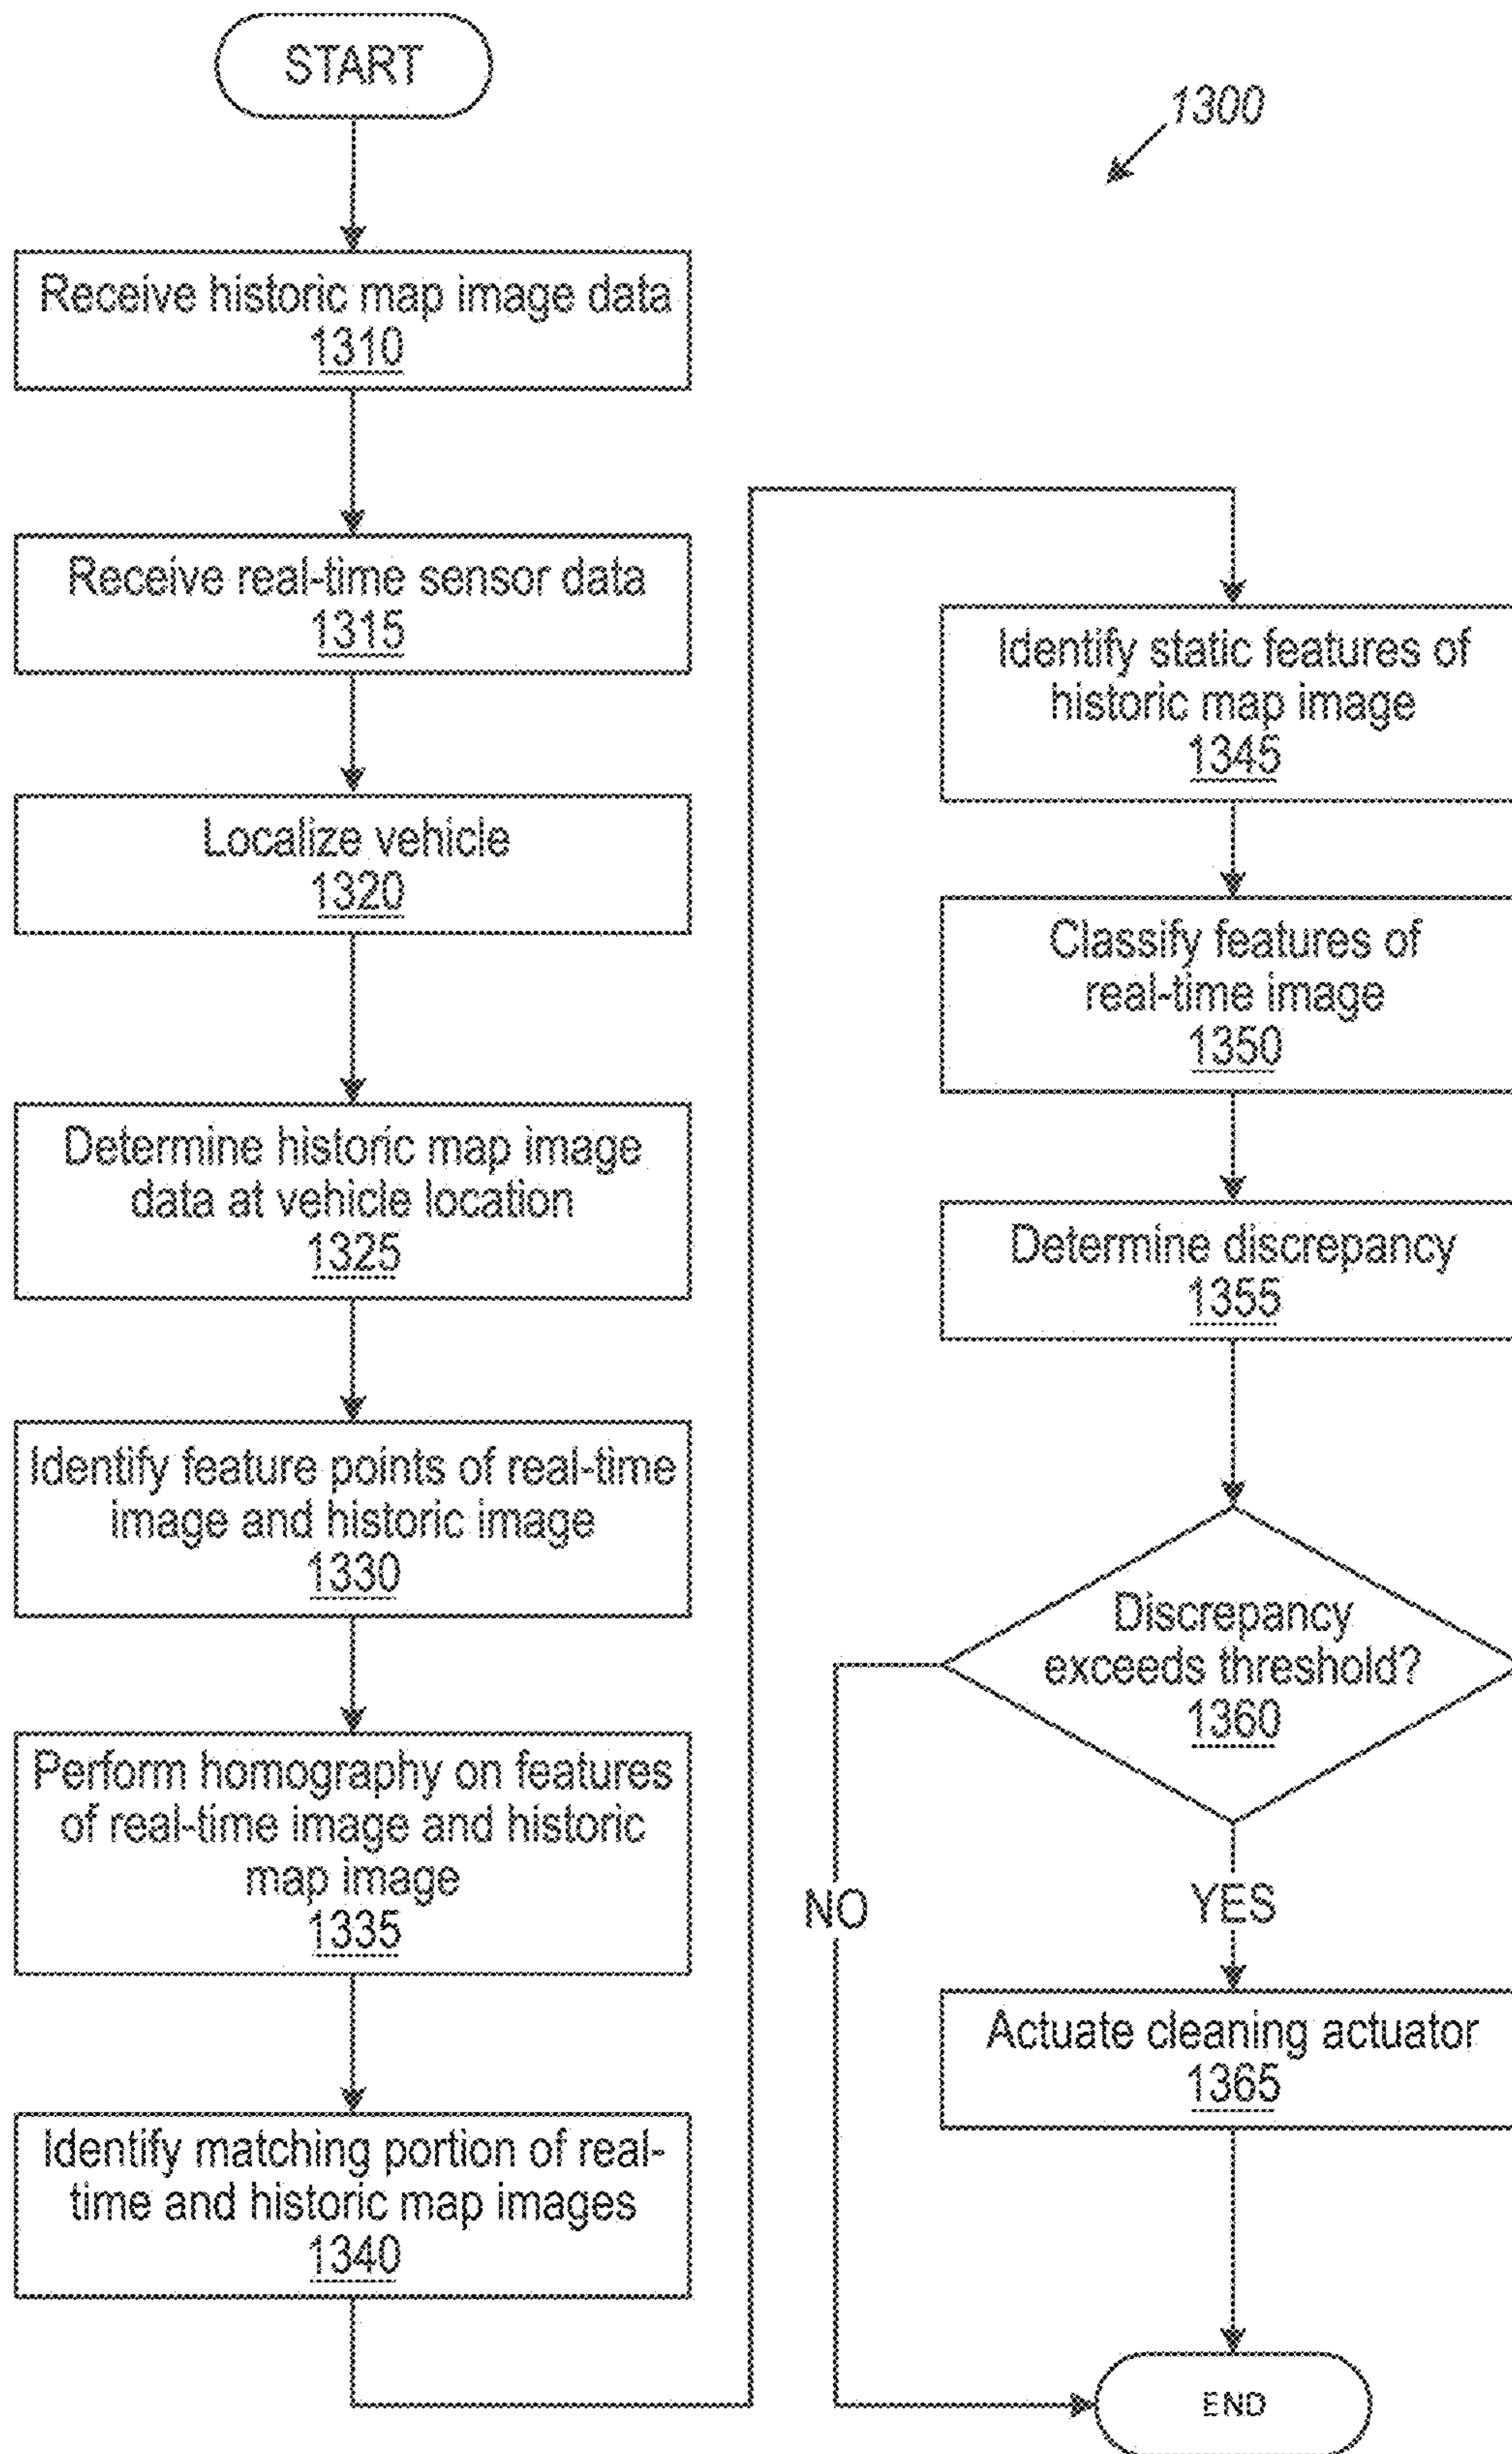 START
1300
Receive historic map image data
1310
Receive real-time sensor data
1315
Localize vehicle
1320
Determine historic map image
data at vehicle location
1325
Identify feature points of real-time
image and historic image
1330
Perform homography on features
of real-time image and historic
map image
1335
Identify matching portion of real-
time and historic map images
1340
Identify static features of
historic map image
1345
Classify features of
real-time image
1350
Determine discrepancy
1355
Discrepancy
exceeds threshold?
1360
NO
YES
Actuate cleaning actuator
1365
END